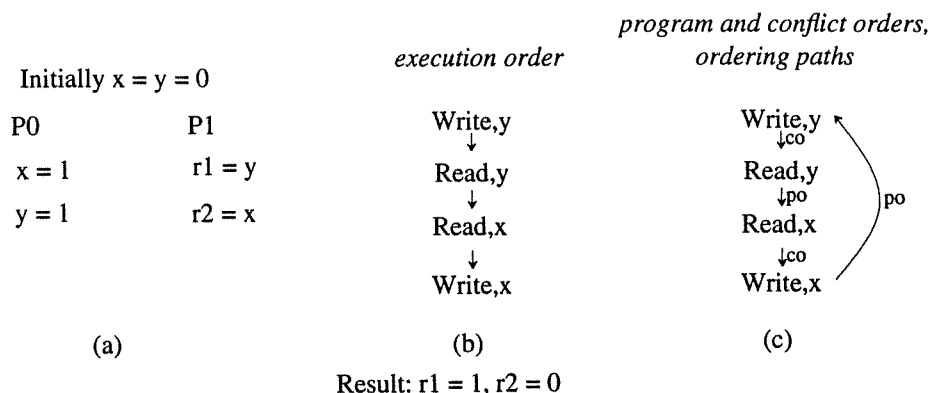 program and conflict orders,
ordering paths
execution order
Initially x = y = 0
P0 P1
x = 1 r1 = y
y = 1 r2 = x
Write,y
Read,y
Read,x
Write,x
Write,y
co
Read,y
po
Read,x
co
Write,x
po
(a) (b) (c)
Result: r1 = 1, r2 = 0